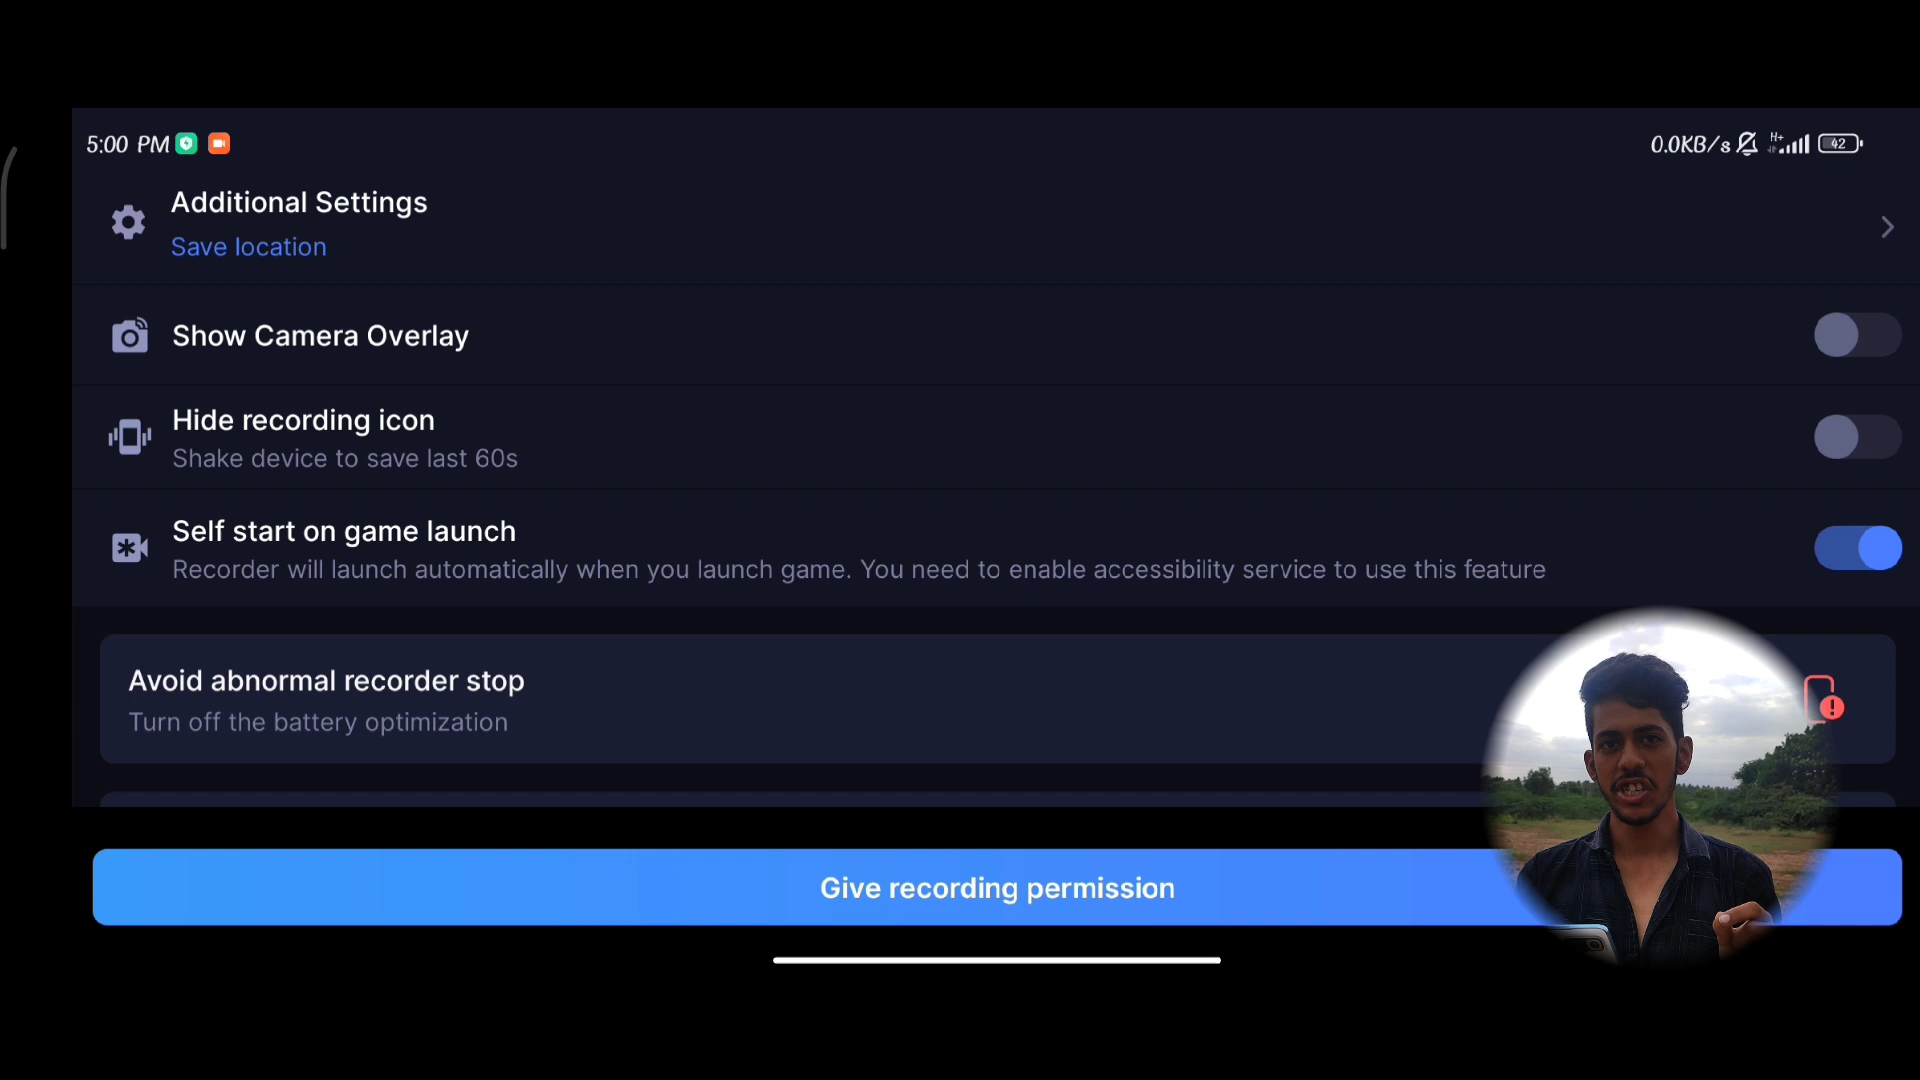 5:00 PM
0.0KB/s H+ 42
Additional Settings
Save location
Show Camera Overlay
Hide recording icon
Shake device to save last 60s
Self start on game launch
Recorder will launch automatically when you launch game. You need to enable accessibility service to use this feature
Avoid abnormal recorder stop
Turn off the battery optimization
Give recording permission